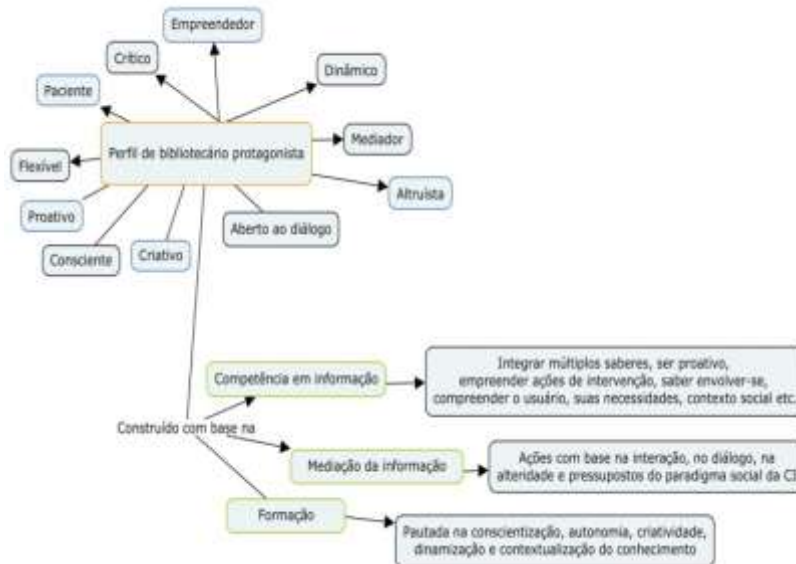 Empreendedor
Crítico
Dinâmico
Paciente
Perfil de bibliotecário protagonista
Mediador
Flexível
Altruísta
Proativo
Aberto ao diálogo
Consciente
Criativo
Competência em informação
Integrar múltiplos saberes, ser proativo,
empreender ações de intervenção, saber envolver-se,
compreender o usuário, suas necessidades, contexto social etc.
Construído com base na
Mediação da informação
Ações com base na interação, no diálogo, na
alteridade e pressupostos do paradigma social da CI
Formação
Pautada na conscientização, autonomia, criatividade,
dinamização e contextualização do conhecimento